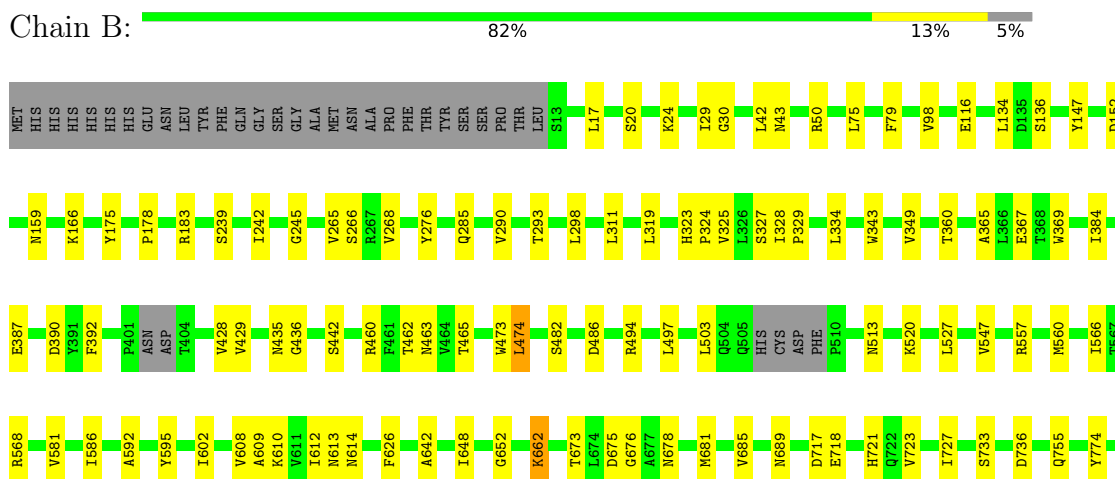 Chain B:
82% 13% 5%
MET HIS HIS HIS HIS HIS HIS GLU ASN LEU TYR PHE GLN GLY SER GLY ALA MET ASN ALA PRO PHE THR TYR SER SER PRO THR LEU S13 L17 S20 K24 I29 G30 L42 N43 R50 L75 F79 V98 E116 L134 D135 S136 Y147 D152
N159 K166 Y175 P178 R183 S239 I242 G245 V265 S266 R267 V268 Y276 Q285 V290 T293 L298 L311 L319 H323 P324 V325 L326 S327 I328 P329 L334 W343 V349 T360 A365 L366 E367 T368 W369 I384
E387 D390 Y391 F392 P401 ASN ASP T404 V428 V429 N435 G436 S442 R460 F461 T462 N463 V464 T465 W473 L474 S482 D486 R494 L497 L503 Q504 Q505 HIS CYS ASP PHE P510 N513 K520 L527 V547 R557 M560 I566 T567
R568 V581 I586 A592 Y595 I602 V608 A609 K610 V611 I612 N613 N614 F626 A642 I648 G652 K662 T673 L674 D675 G676 A677 N678 M681 V685 N689 D717 E718 H721 Q722 V723 I727 S733 D736 Q755 Y774